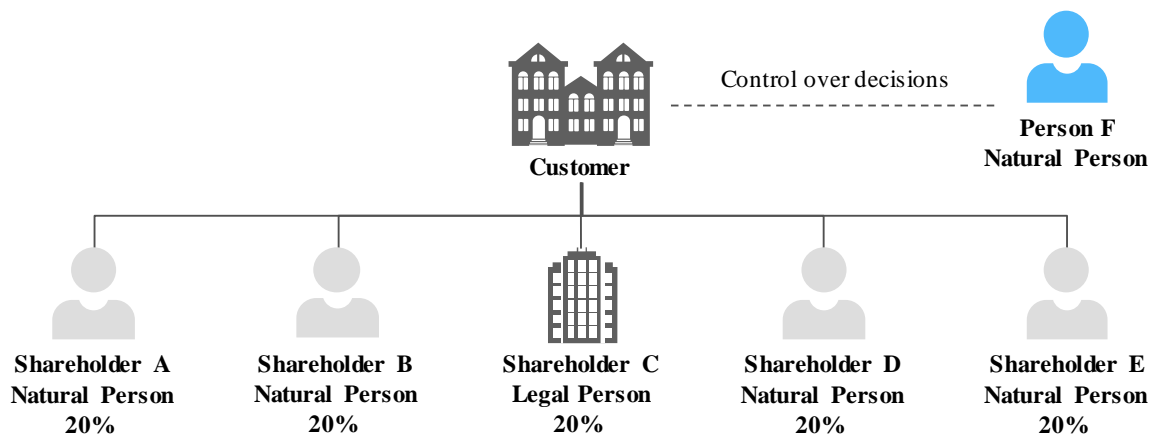 Control over decisions
Person F
Natural Person
Customer
Shareholder A
Natural Person
20%
Shareholder B
Natural Person
20%
Shareholder C
Legal Person
20%
Shareholder D
Natural Person
20%
Shareholder E
Natural Person
20%